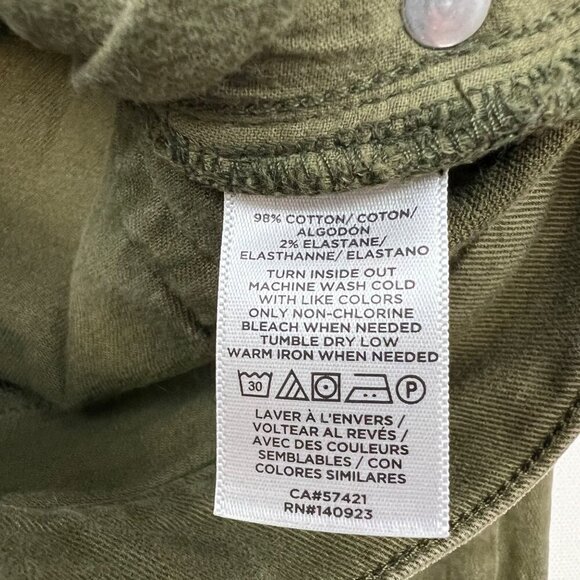 98% COTTON/ COTON/
ALGODÓN
2% ELASTANE/
ELASTHANNE/ ELASTANO
TURN INSIDE OUT
MACHINE WASH COLD
WITH LIKE COLORS
ONLY NON-CHLORINE
BLEACH WHEN NEEDED
TUMBLE DRY LOW
WARM IRON WHEN NEEDED
30 P
LAVER À L'ENVERS /
VOLTEAR AL REVÉS /
AVEC DES COULEURS
SEMBLABLES / CON
COLORES SIMILARES
CA#57421
RN#140923